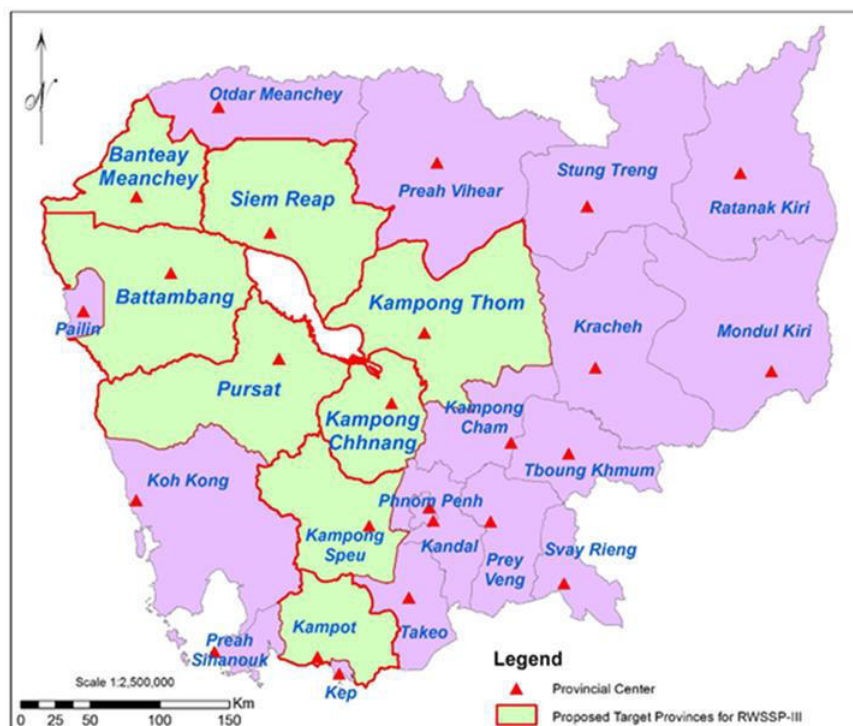 N
Otdar Meanchey
Banteay
Meanchey
Siem Reap
Preah Vihear
Stung Treng
Ratanak Kiri
Battambang
Kampong Thom
Pailin
Kracheh
Mondul Kiri
Pursat
Kampong
Chhnang
Kampong
Cham
Tboung Khmum
Koh Kong
Phnom Penh
Kampong
Speu
Kandal
Prey
Veng
Svay Rieng
Kampot
Takeo
Preah
Sihanouk
Kep
Scale 1:2,500,000
Km
0 25 50 100 150
Legend
Provincial Center
Proposed Target Provinces for RWSSP-III